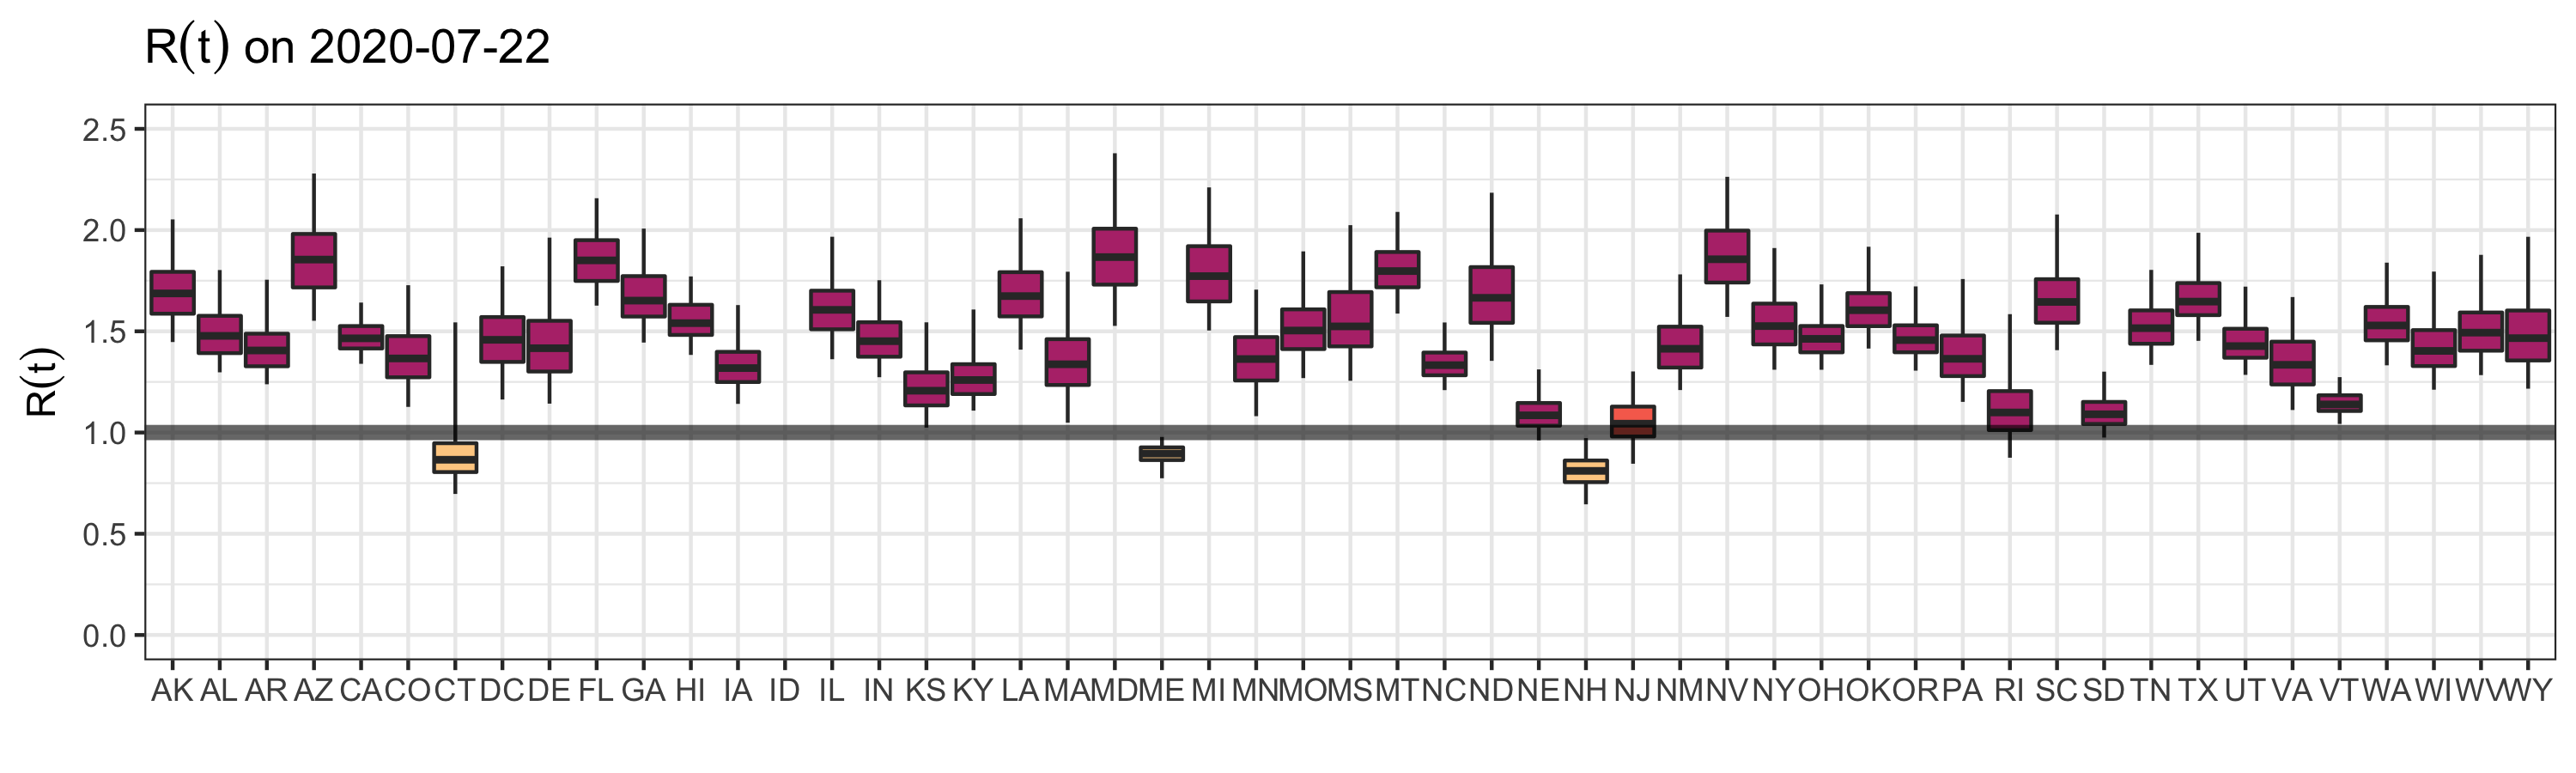 R(t) on 2020-07-22
R(t)
2.5
2.0
1.5
1.0
0.5
0.0
AK AL AR AZ CA CO CT DC DE FL GA HI IA ID IL IN KS KY LA MA MD ME MI MN MO MS MT NC ND NE NH NJ NM NV NY OH OK OR PA RI SC SD TN TX UT VA VT WA WI WV WY